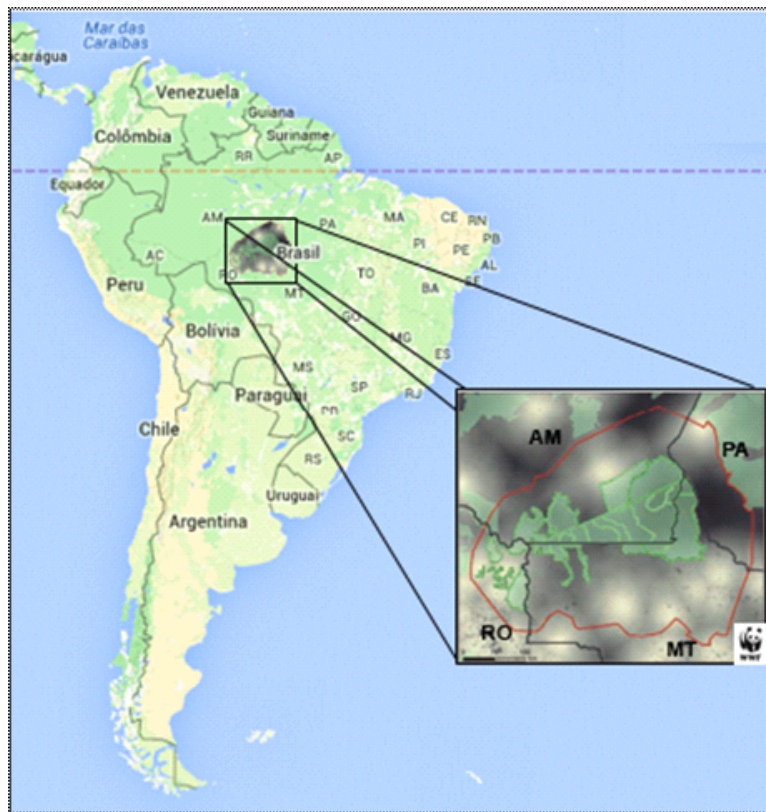 Mar das
Caraíbas
icarágua
Venezuela
Guiana
Colômbia
Suriname
RR
AP
Equador
AM
PA
MA
CE
RN
PI
PE
PB
AC
Brasil
AL
RO
TO
SE
Peru
MT
BA
GO
Bolívia
MG
ES
MS
SP
Paraguai
RJ
PR
Chile
SC
RS
Uruguai
Argentina
AM
PA
RO
MT
WWF